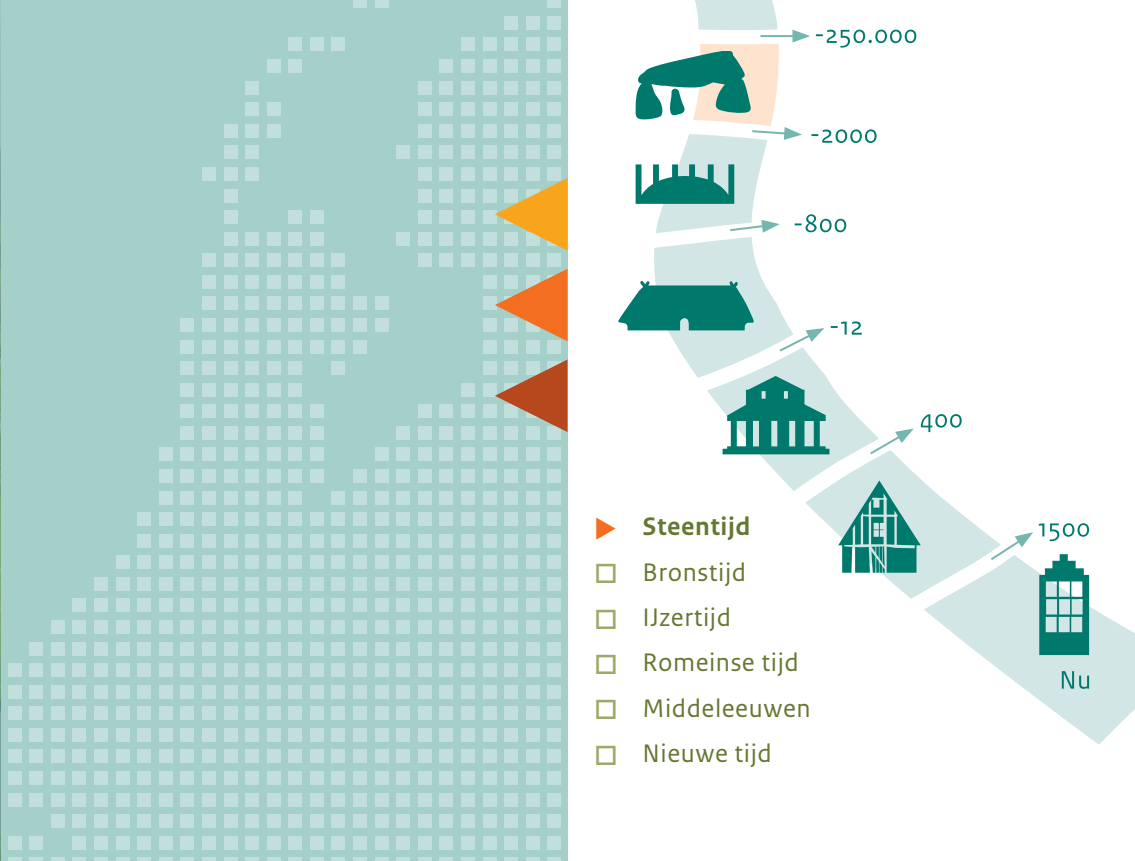 -250.000
-2000
-800
-12
400
1500
Nu
Steentijd
Bronstijd
IJzertijd
Romeinse tijd
Middeleeuwen
Nieuwe tijd